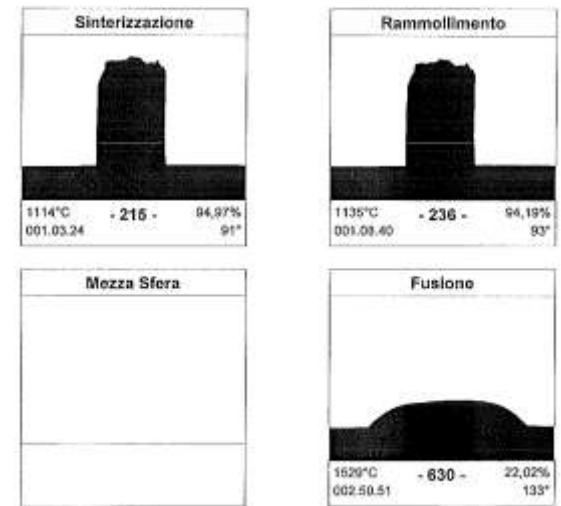 Sinterizzazione
1114°C - 215 - 94,97%
001.03.24 91°
Rammollimento
1135°C - 236 - 94,19%
001.08.40 93°
Mezza Sfera
Fusione
1529°C - 630 - 22,02%
002.50.51 133°